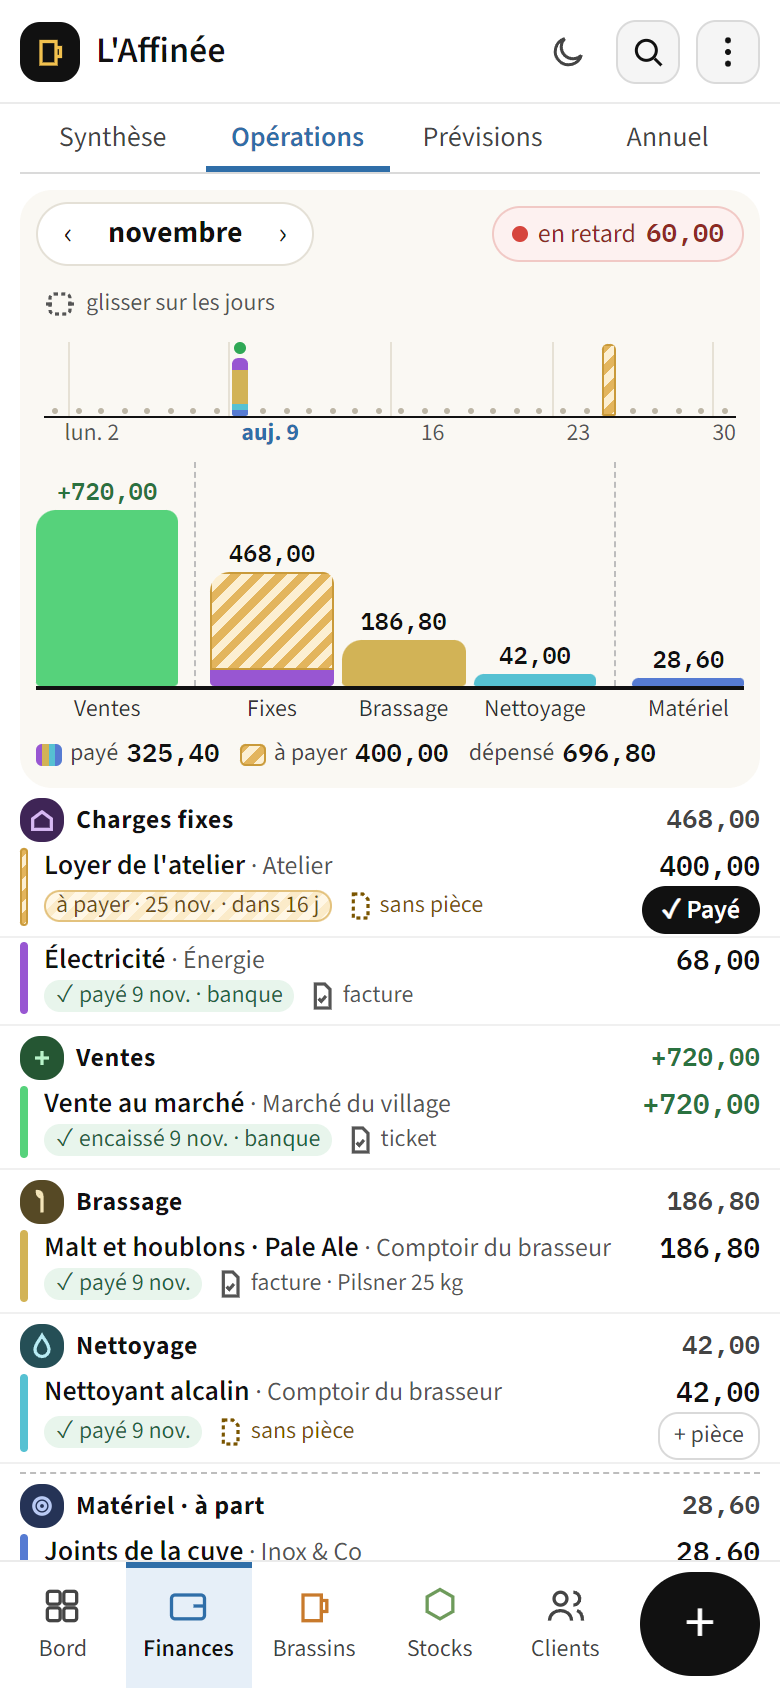 L'Affinée
Synthèse Opérations Prévisions Annuel
‹ novembre › en retard 60,00
glisser sur les jours
lun. 2 auj. 9 16 23 30
+720,00
468,00
186,80
42,00
28,60
Ventes Fixes Brassage Nettoyage Matériel
payé 325,40 à payer 400,00 dépensé 696,80
Charges fixes 468,00
Loyer de l'atelier · Atelier 400,00
à payer · 25 nov. · dans 16 j sans pièce ✓ Payé
Électricité · Énergie 68,00
✓ payé 9 nov. · banque facture
Ventes +720,00
Vente au marché · Marché du village +720,00
✓ encaissé 9 nov. · banque ticket
Brassage 186,80
Malt et houblons · Pale Ale · Comptoir du brasseur 186,80
✓ payé 9 nov. facture · Pilsner 25 kg
Nettoyage 42,00
Nettoyant alcalin · Comptoir du brasseur 42,00
✓ payé 9 nov. sans pièce + pièce
Matériel · à part 28,60
Joints de la cuve · Inox & Co 28,60
Bord Finances Brassins Stocks Clients +